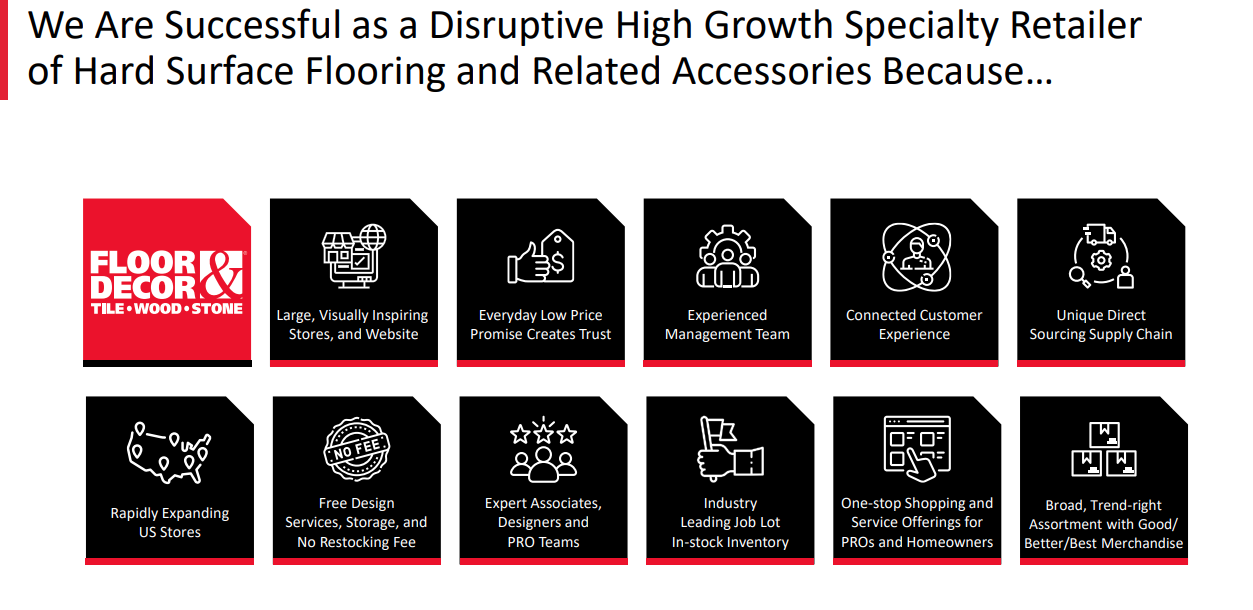 We Are Successful as a Disruptive High Growth Specialty Retailer
of Hard Surface Flooring and Related Accessories Because…
FLOOR &
DECOR
TILE • WOOD • STONE
Large, Visually Inspiring
Stores, and Website
$
Everyday Low Price
Promise Creates Trust
Experienced
Management Team
Connected Customer
Experience
Unique Direct
Sourcing Supply Chain
Rapidly Expanding
US Stores
NO FEE
Free Design
Services, Storage, and
No Restocking Fee
Expert Associates,
Designers and
PRO Teams
Industry
Leading Job Lot
In-stock Inventory
One-stop Shopping and
Service Offerings for
PROs and Homeowners
Broad, Trend-right
Assortment with Good/
Better/Best Merchandise